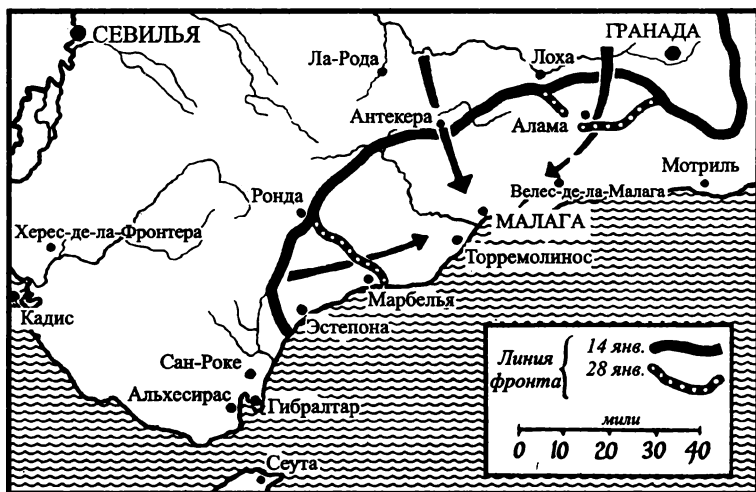 СЕВИЛЬЯ
ГРАНАДА
Ла-Рода
Лоха
Антекера
Алама
Мотриль
Велес-де-ла-Малага
Ронда
МАЛАГА
Херес-де-ла-Фронтера
Торремолинос
Марбелья
Кадис
Эстепона
Сан-Роке
Альхесирас
Гибралтар
Сеута
Линия фронта
14 янв.
28 янв.
мили
0 10 30 40